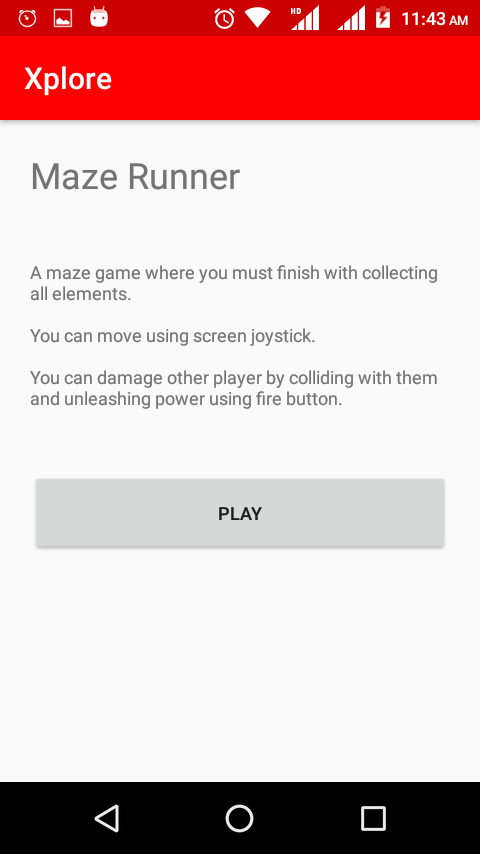 HD
11:43 AM
Xplore
Maze Runner
A maze game where you must finish with collecting
all elements.
You can move using screen joystick.
You can damage other player by colliding with them
and unleashing power using fire button.
PLAY